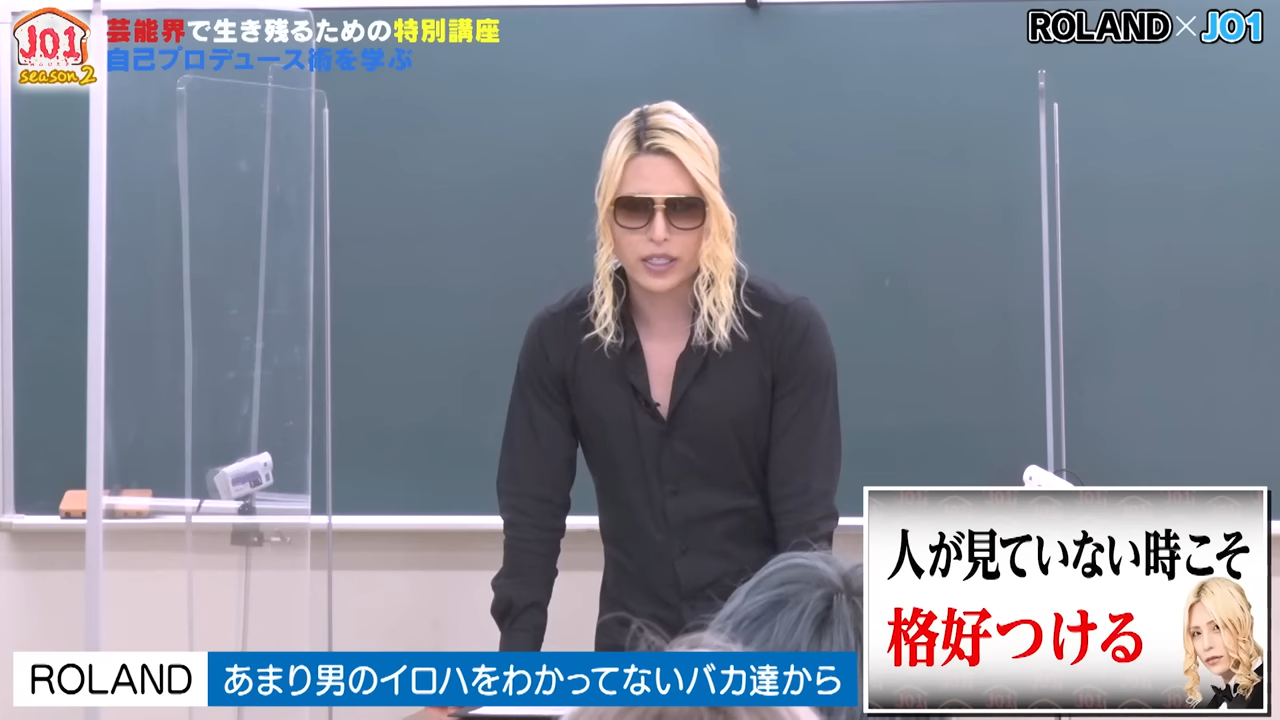 JO1
season2
芸能界で生き残るための特別講座
自己プロデュース術を学ぶ
ROLAND×JO1
人が見ていない時こそ
格好つける
ROLAND
あまり男のイロハをわかってないバカ達から